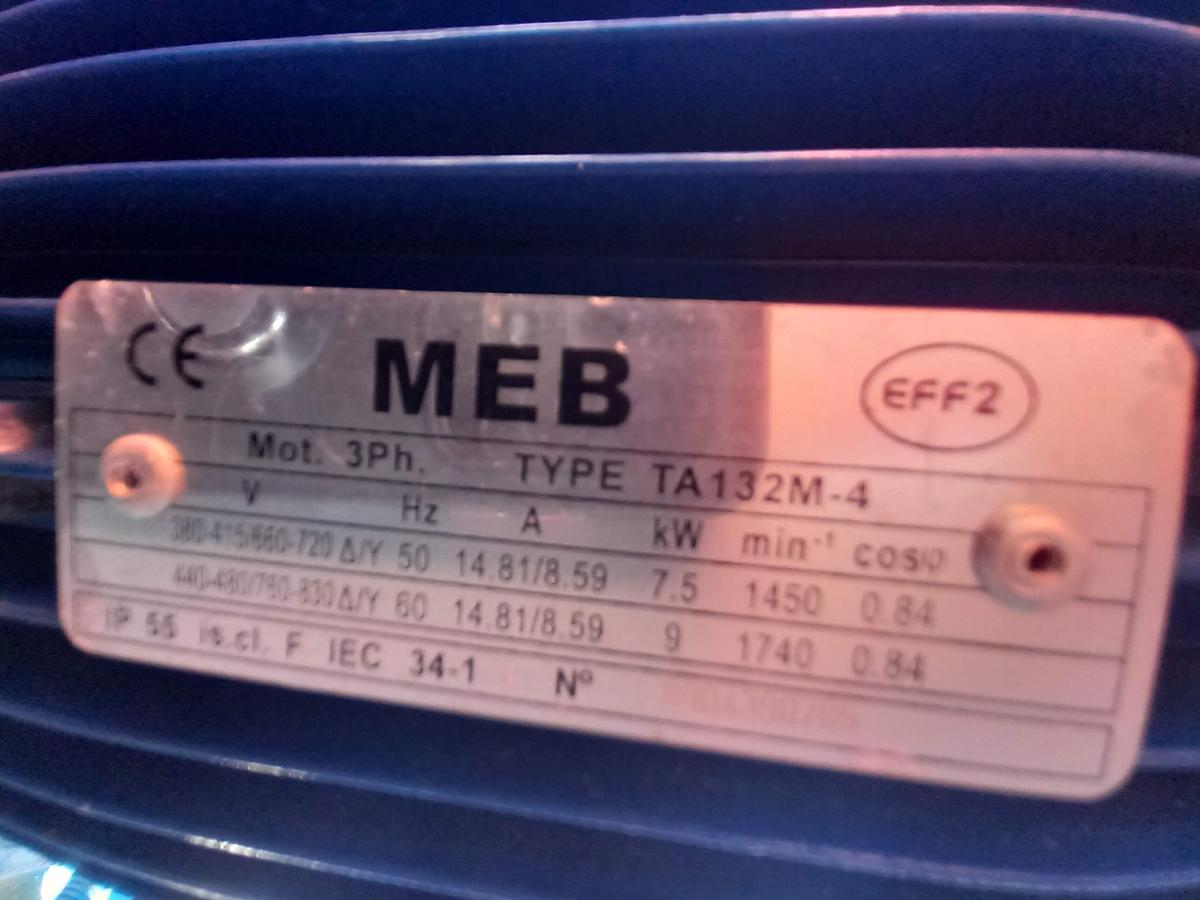 CE MEB EFF2
Mot. 3Ph. TYPE TA132M-4
V Hz A kW min⁻¹ cosφ
380-415/660-720 Δ/Y 50 14.81/8.59 7.5 1450 0.84
440-480/760-830 Δ/Y 60 14.81/8.59 9 1740 0.84
IP 55 is.cl. F IEC 34-1 Nº